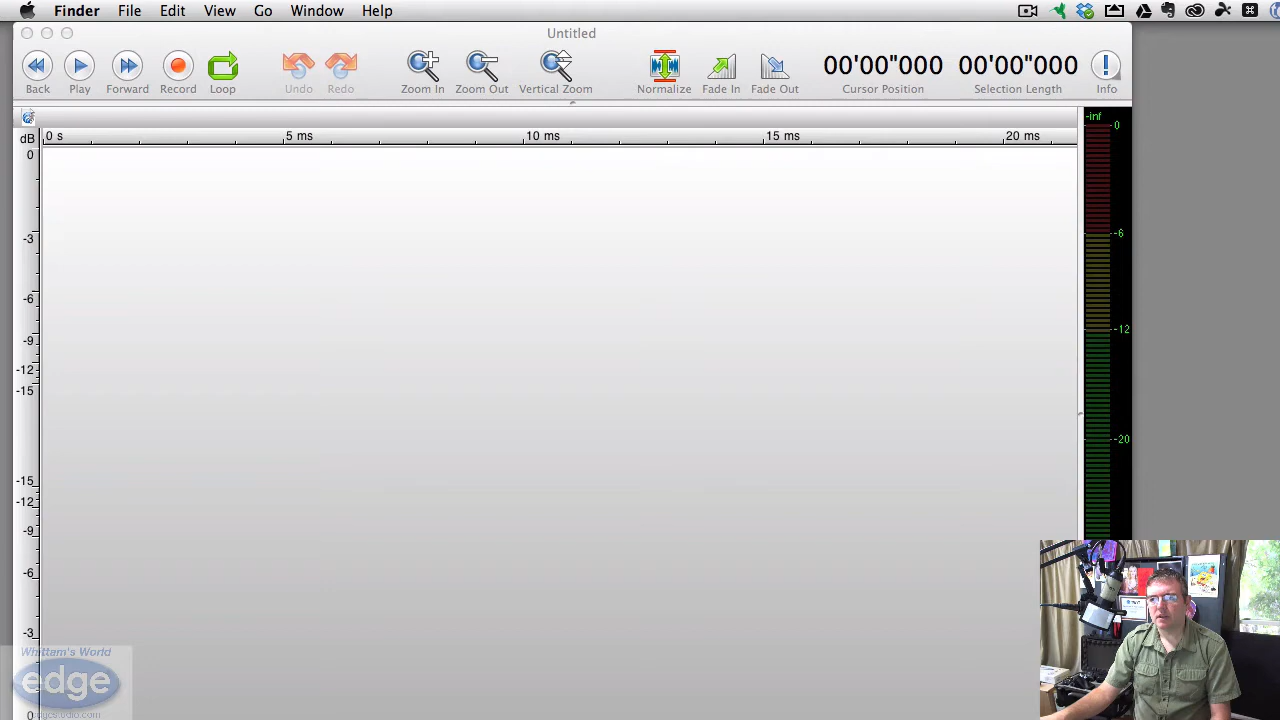 Finder File Edit View Go Window Help
Untitled
Back Play Forward Record Loop Undo Redo Zoom In Zoom Out Vertical Zoom Normalize Fade In Fade Out 00'00"000 Cursor Position 00'00"000 Selection Length Info
-inf
dB 0 s 5 ms 10 ms 15 ms 20 ms
0
-3
-6
-9
-12
-15
-15
-12
-9
-6
-3
0
0
-6
-12
-20
Whittam's World
edge
edgestudio.com